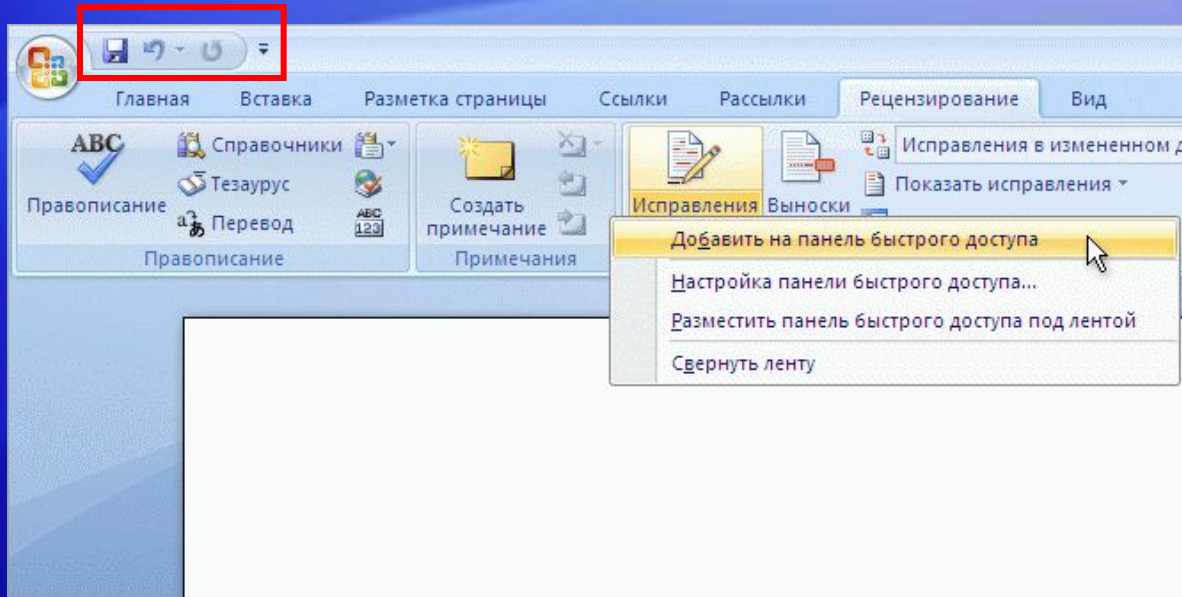 Главная Вставка Разметка страницы Ссылки Рассылки Рецензирование Вид
ABC
Правописание
Справочники
Тезаурус
Перевод
ABC
123
Правописание
Создать
примечание
Примечания
Исправления
Выноски
Исправления в измененном д
Показать исправления
Добавить на панель быстрого доступа
Настройка панели быстрого доступа...
Разместить панель быстрого доступа под лентой
Свернуть ленту